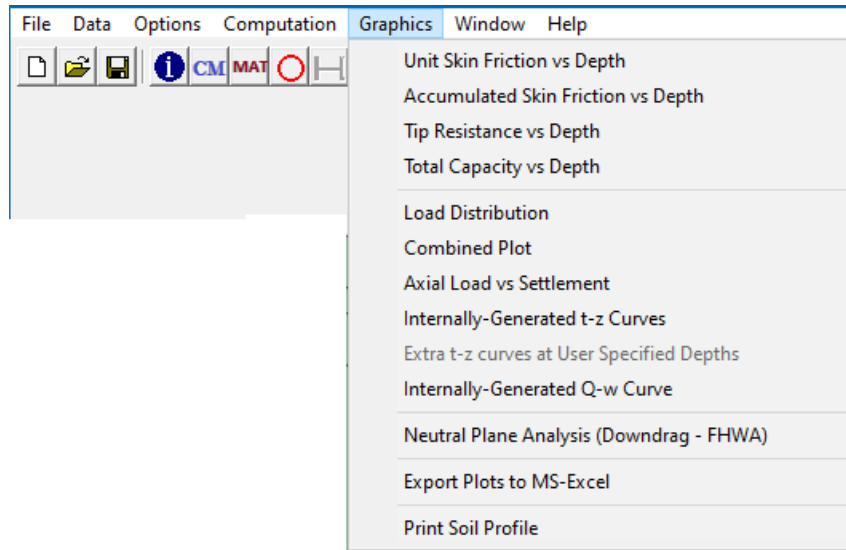 File Data Options Computation Graphics Window Help
i CM MAT
Unit Skin Friction vs Depth
Accumulated Skin Friction vs Depth
Tip Resistance vs Depth
Total Capacity vs Depth
Load Distribution
Combined Plot
Axial Load vs Settlement
Internally-Generated t-z Curves
Extra t-z curves at User Specified Depths
Internally-Generated Q-w Curve
Neutral Plane Analysis (Downdrag - FHWA)
Export Plots to MS-Excel
Print Soil Profile